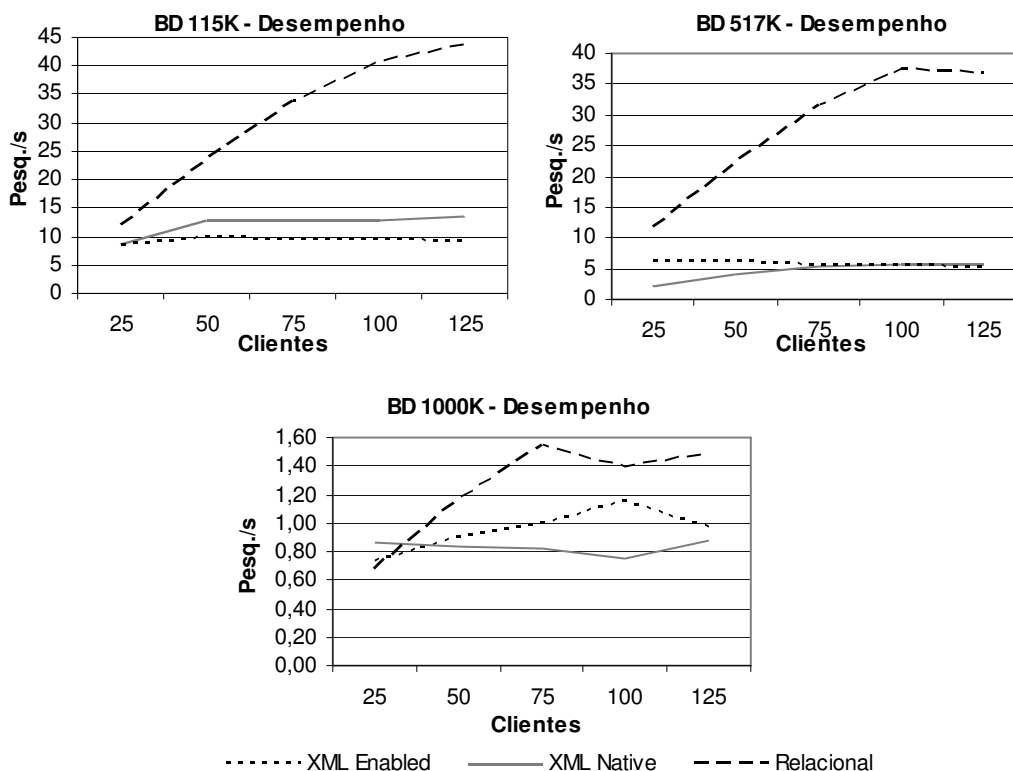 BD 115K - Desempenho
Pesq./s
45
40
35
30
25
20
15
10
5
0
25 50 75 100 125
Clientes
BD 517K - Desempenho
Pesq./s
40
35
30
25
20
15
10
5
0
25 50 75 100 125
Clientes
BD 1000K - Desempenho
Pesq./s
1,60
1,40
1,20
1,00
0,80
0,60
0,40
0,20
0,00
25 50 75 100 125
Clientes
XML Enabled XML Native Relacional